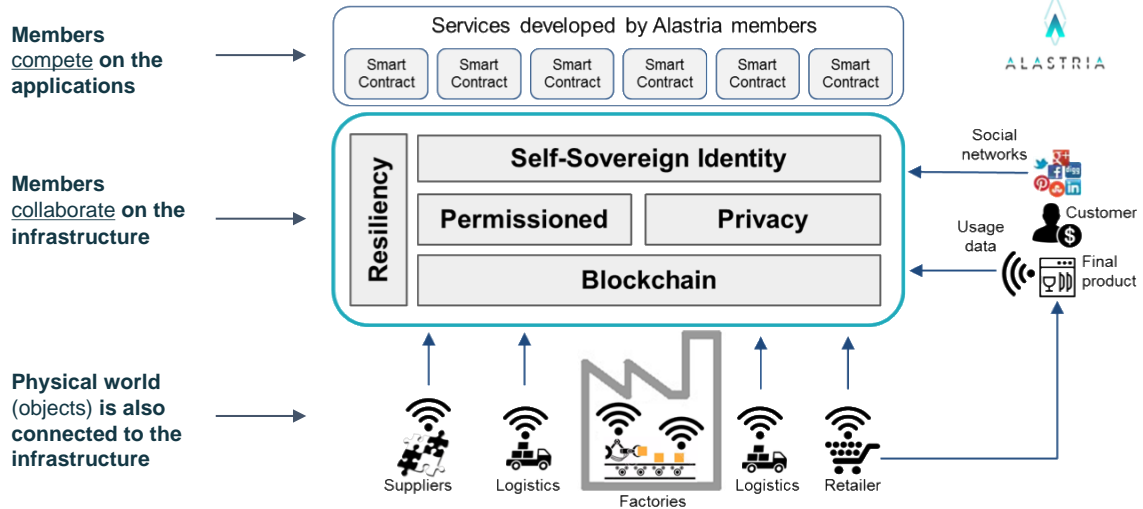 Services developed by Alastria members
Members
compete on the
applications
Smart
Contract
Smart
Contract
Smart
Contract
Smart
Contract
Smart
Contract
Smart
Contract
ALASTRIA
Members
collaborate on the
infrastructure
Resiliency
Self-Sovereign Identity
Permissioned
Privacy
Blockchain
Social
networks
g+
f
digg
in
Customer
$
Usage
data
Final
product
Physical world
(objects) is also
connected to the
infrastructure
Suppliers
Logistics
Factories
Logistics
Retailer